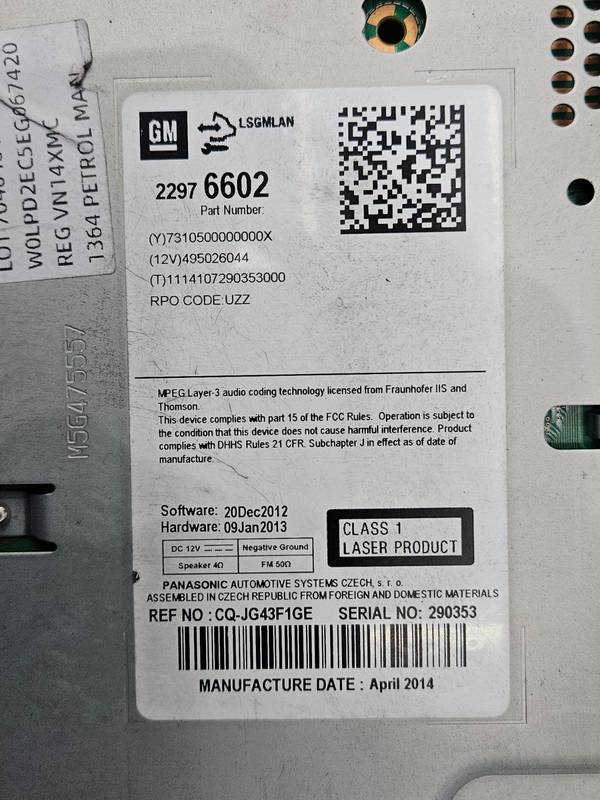 W0LPD2EC5EG067420
REG VN14XMC
1364 PETROL MAN
M5G475557
GM
LSGMLAN
2297 6602
Part Number:
(Y)7310500000000X
(12V)495026044
(T)1114107290353000
RPO CODE:UZZ
MPEG Layer-3 audio coding technology licensed from Fraunhofer IIS and
Thomson.
This device complies with part 15 of the FCC Rules. Operation is subject to
the condition that this device does not cause harmful interference. Product
complies with DHHS Rules 21 CFR. Subchapter J in effect as of date of
manufacture.
Software: 20Dec2012
Hardware: 09Jan2013
DC 12V Negative Ground
Speaker 4Ω FM 50Ω
CLASS 1
LASER PRODUCT
PANASONIC AUTOMOTIVE SYSTEMS CZECH, s. r. o.
ASSEMBLED IN CZECH REPUBLIC FROM FOREIGN AND DOMESTIC MATERIALS
REF NO : CQ-JG43F1GE SERIAL NO: 290353
MANUFACTURE DATE : April 2014